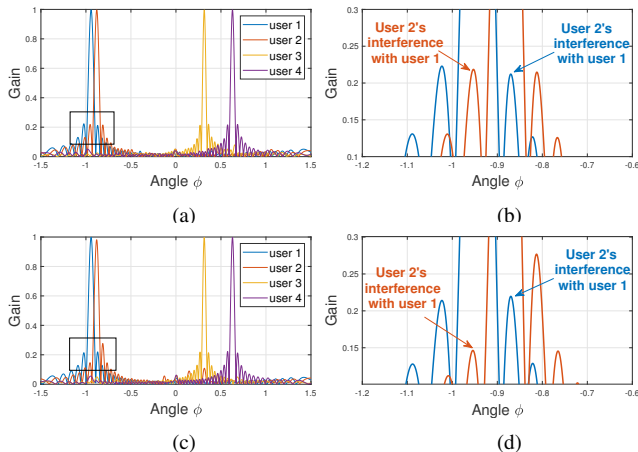 1
0.8
0.6
0.4
0.2
0
Gain
-1.5 -1 -0.5 0 0.5 1 1.5
Angle ϕ
user 1
user 2
user 3
user 4
(a)
0.3
0.25
0.2
0.15
0.1
Gain
-1.2 -1.1 -1 -0.9 -0.8 -0.7 -0.6
Angle ϕ
User 2's
interference
with user 1
User 2's
interference
with user 1
(b)
1
0.8
0.6
0.4
0.2
0
Gain
-1.5 -1 -0.5 0 0.5 1 1.5
Angle ϕ
user 1
user 2
user 3
user 4
(c)
0.3
0.25
0.2
0.15
Gain
-1.2 -1.1 -1 -0.9 -0.8 -0.7 -0.6
Angle ϕ
User 2's
interference
with user 1
User 2's
interference
with user 1
(d)